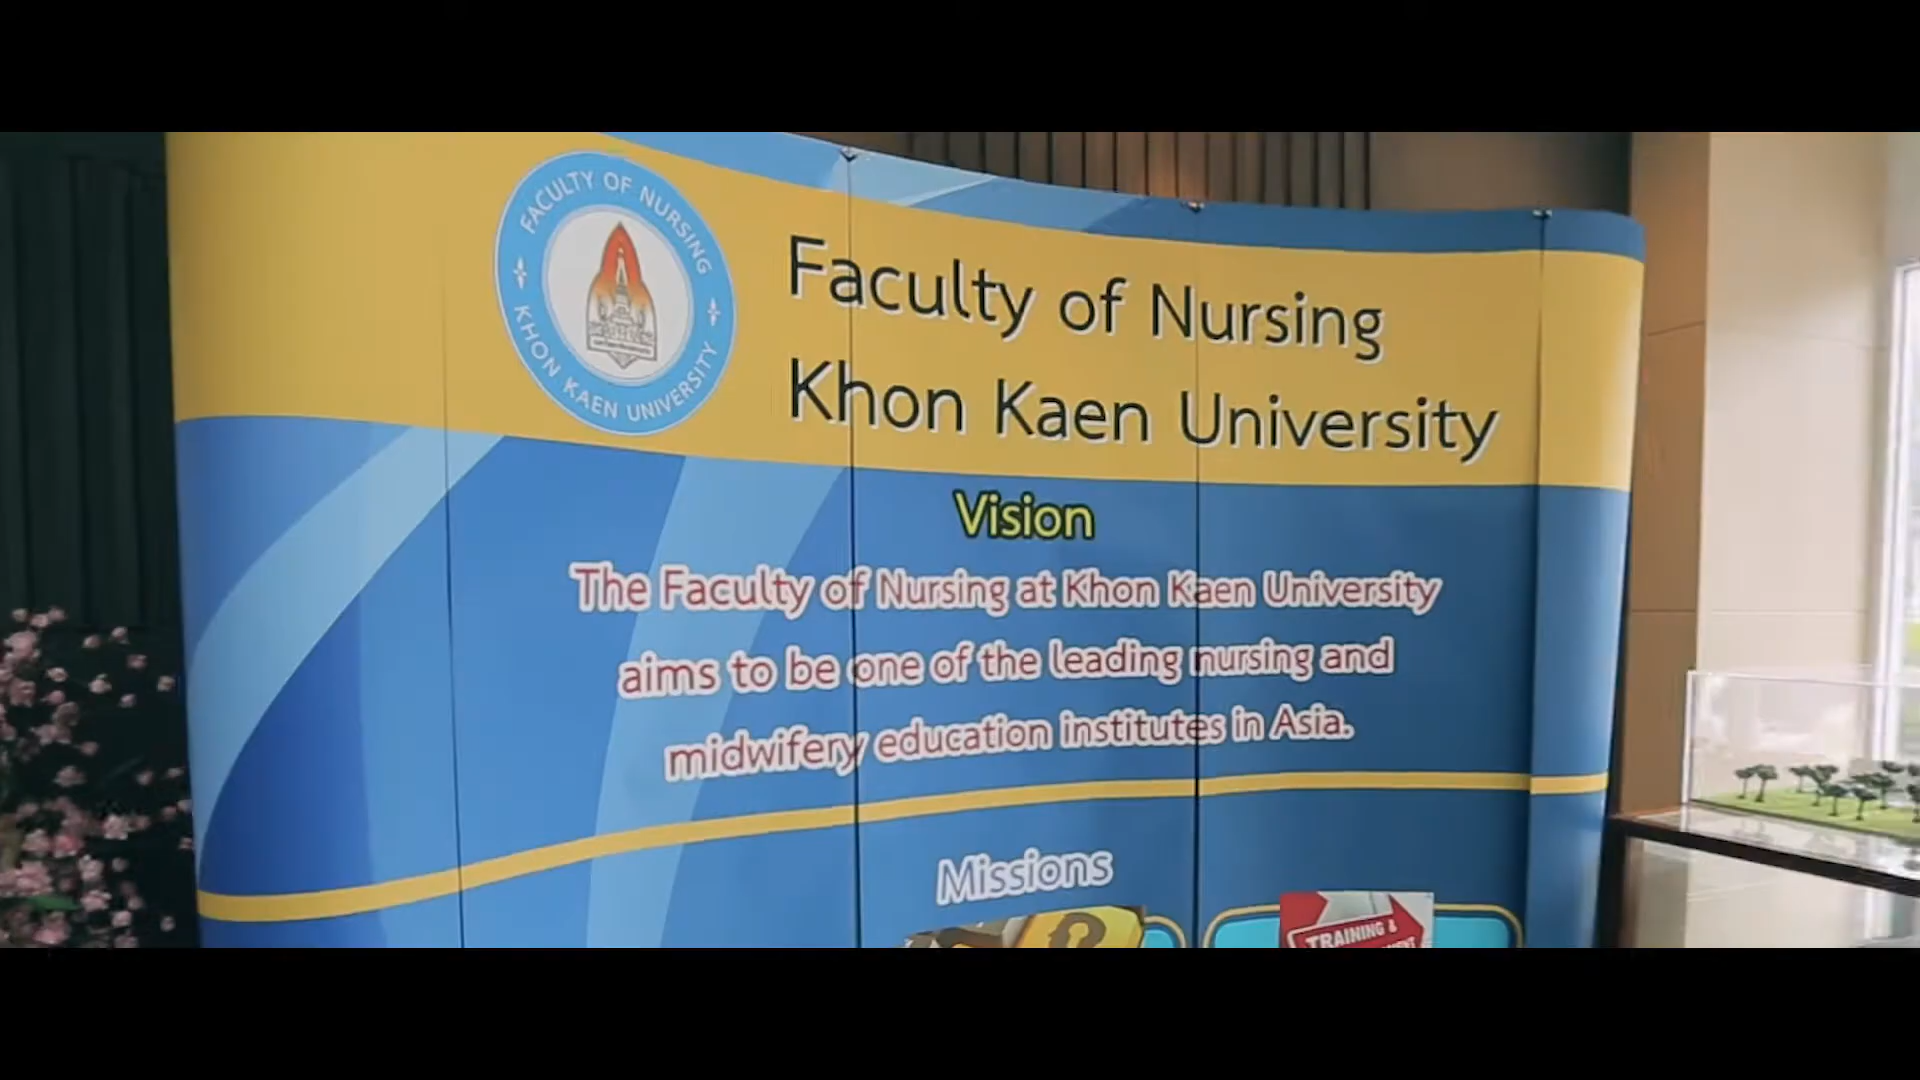 FACULTY OF NURSING
KHON KAEN UNIVERSITY
Faculty of Nursing
Khon Kaen University
Vision
The Faculty of Nursing at Khon Kaen University
aims to be one of the leading nursing and
midwifery education institutes in Asia.
Missions
TRAINING &